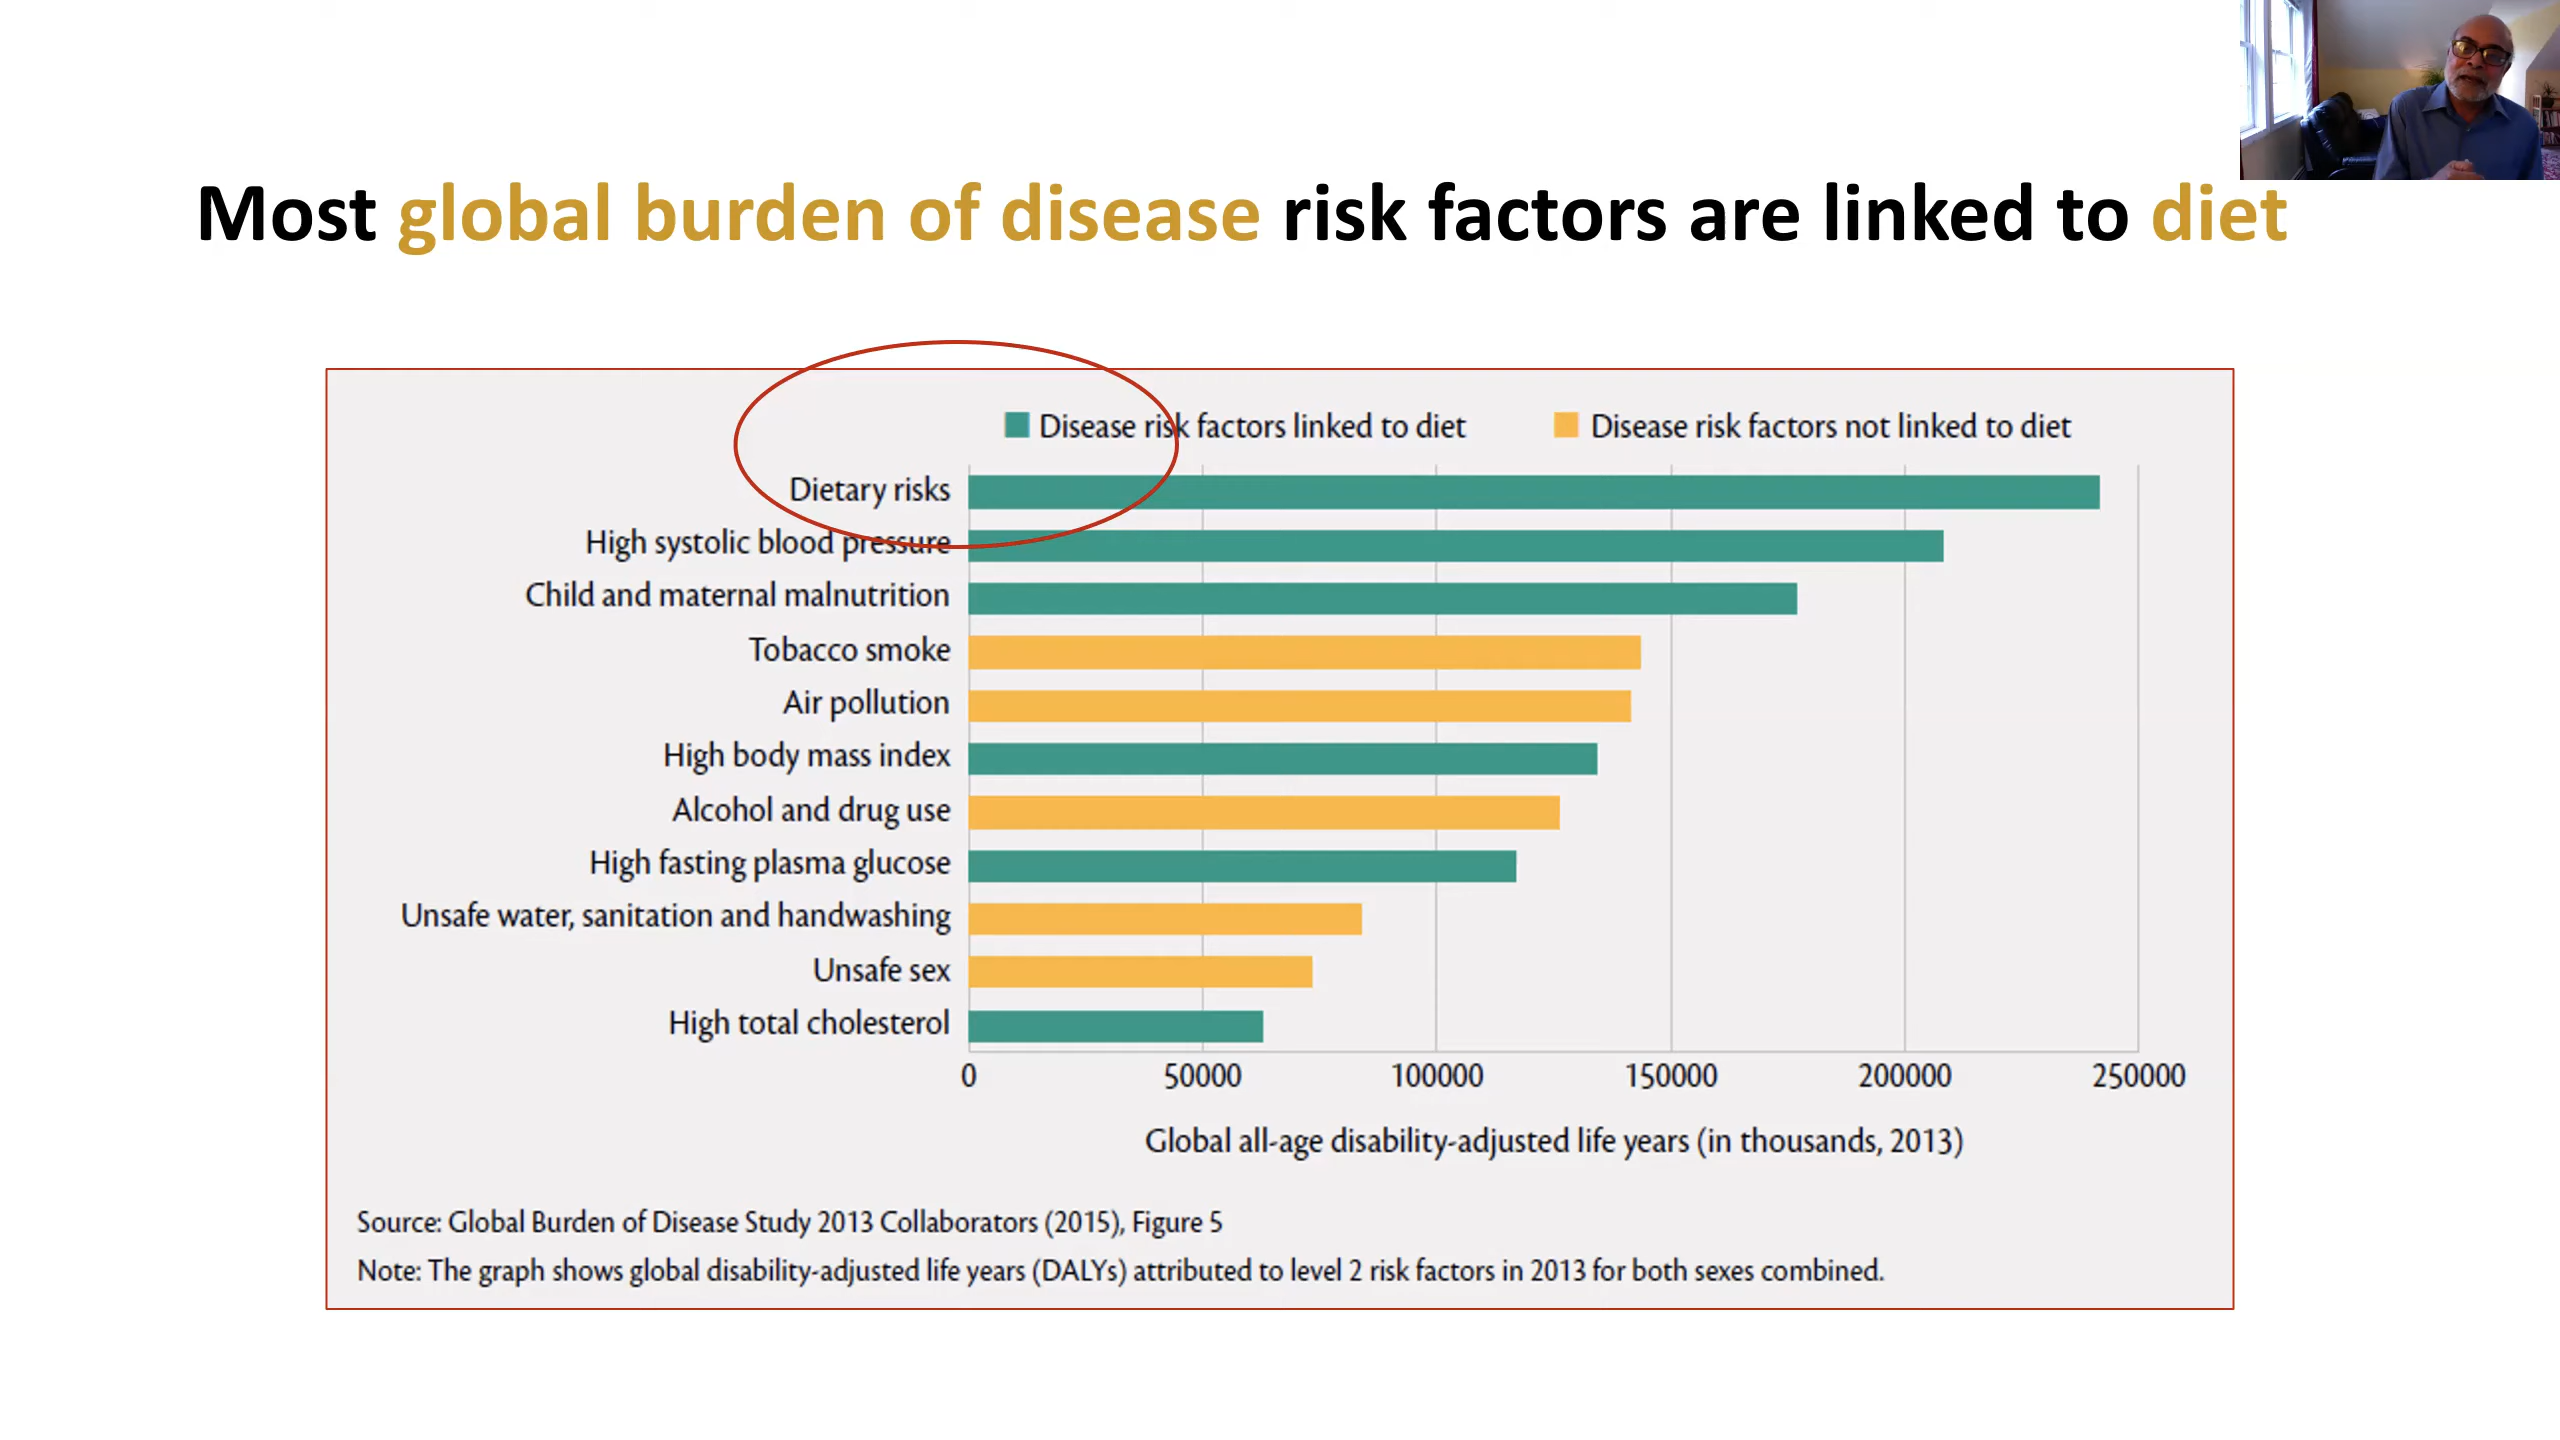 Most global burden of disease risk factors are linked to diet
Disease risk factors linked to diet
Disease risk factors not linked to diet
Dietary risks
High systolic blood pressure
Child and maternal malnutrition
Tobacco smoke
Air pollution
High body mass index
Alcohol and drug use
High fasting plasma glucose
Unsafe water, sanitation and handwashing
Unsafe sex
High total cholesterol
0 50000 100000 150000 200000 250000
Global all-age disability-adjusted life years (in thousands, 2013)
Source: Global Burden of Disease Study 2013 Collaborators (2015), Figure 5
Note: The graph shows global disability-adjusted life years (DALYs) attributed to level 2 risk factors in 2013 for both sexes combined.